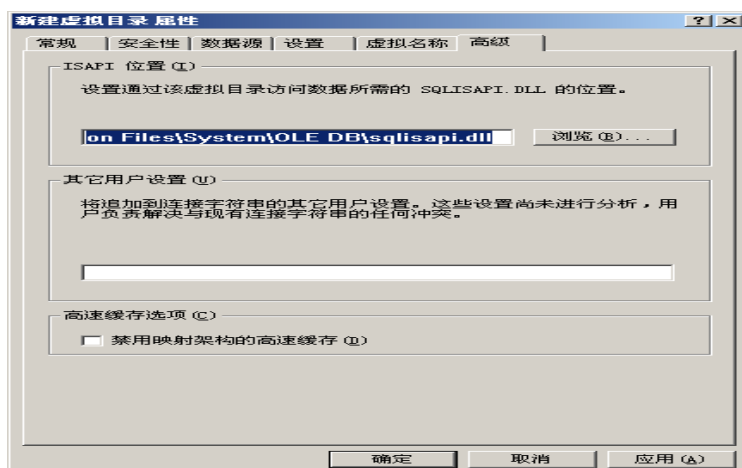 新建虚拟目录 属性
常规 安全性 数据源 设置 虚拟名称 高级
ISAPI 位置(I)
设置通过该虚拟目录访问数据所需的 SQLISAPI.DLL 的位置。
on Files\System\OLE DB\sqlisapi.dll 浏览(B)...
其它用户设置(U)
将追加到连接字符串的其它用户设置。这些设置尚未进行分析，用
户负责解决与现有连接字符串的任何冲突。
高速缓存选项(C)
禁用映射架构的高速缓存(D)
确定 取消 应用(A)